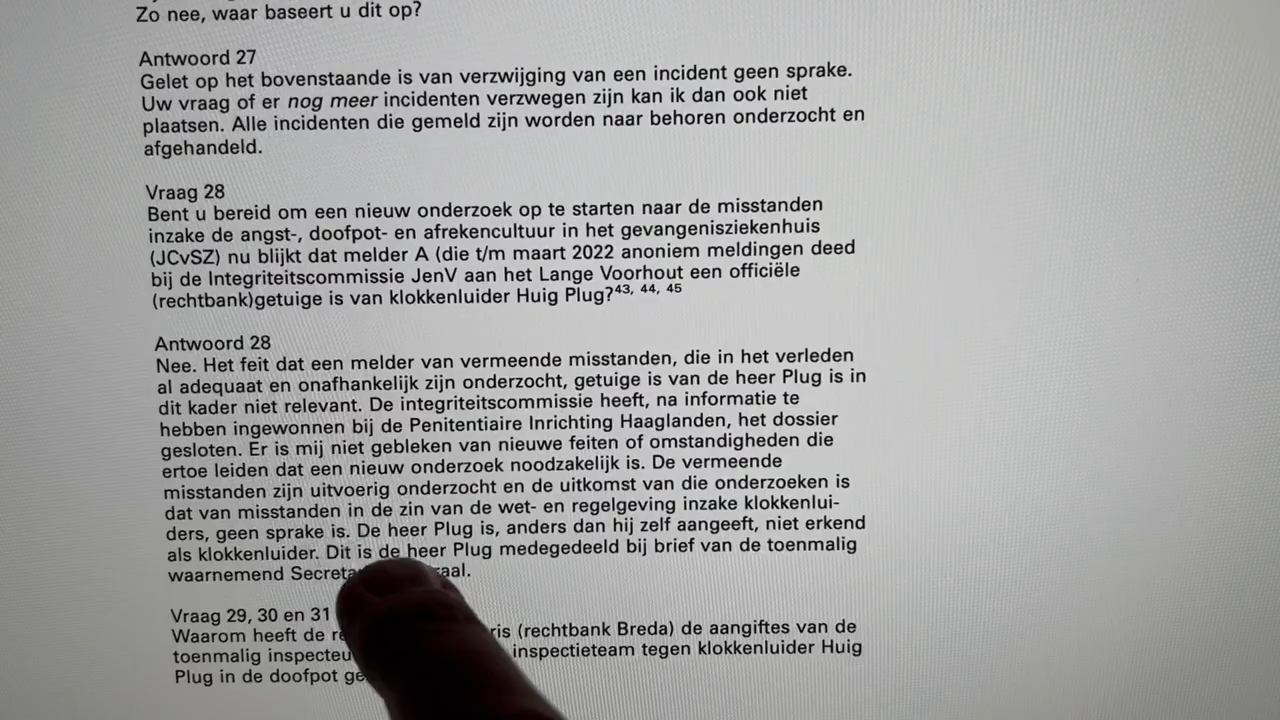 Zo nee, waar baseert u dit op?
Antwoord 27
Gelet op het bovenstaande is van verzwijging van een incident geen sprake.
Uw vraag of er nog meer incidenten verzwegen zijn kan ik dan ook niet
plaatsen. Alle incidenten die gemeld zijn worden naar behoren onderzocht en
afgehandeld.
Vraag 28
Bent u bereid om een nieuw onderzoek op te starten naar de misstanden
inzake de angst-, doofpot- en afrekencultuur in het gevangenisziekenhuis
(JCvSZ) nu blijkt dat melder A (die t/m maart 2022 anoniem meldingen deed
bij de Integriteitscommissie JenV aan het Lange Voorhout een officiële
(rechtbank)getuige is van klokkenluider Huig Plug?43, 44, 45
Antwoord 28
Nee. Het feit dat een melder van vermeende misstanden, die in het verleden
al adequaat en onafhankelijk zijn onderzocht, getuige is van de heer Plug is in
dit kader niet relevant. De integriteitscommissie heeft, na informatie te
hebben ingewonnen bij de Penitentiaire Inrichting Haaglanden, het dossier
gesloten. Er is mij niet gebleken van nieuwe feiten of omstandigheden die
ertoe leiden dat een nieuw onderzoek noodzakelijk is. De vermeende
misstanden zijn uitvoerig onderzocht en de uitkomst van die onderzoeken is
dat van misstanden in de zin van de wet- en regelgeving inzake klokkenlui-
ders, geen sprake is. De heer Plug is, anders dan hij zelf aangeeft, niet erkend
als klokkenluider. Dit is de heer Plug medegedeeld bij brief van de toenmalig
waarnemend
Vraag 29, 30 en 31
Waarom heeft de (rechtbank Breda) de aangiftes van de
toenmalig inspectieteam tegen klokkenluider Huig
Plug in de doofpot